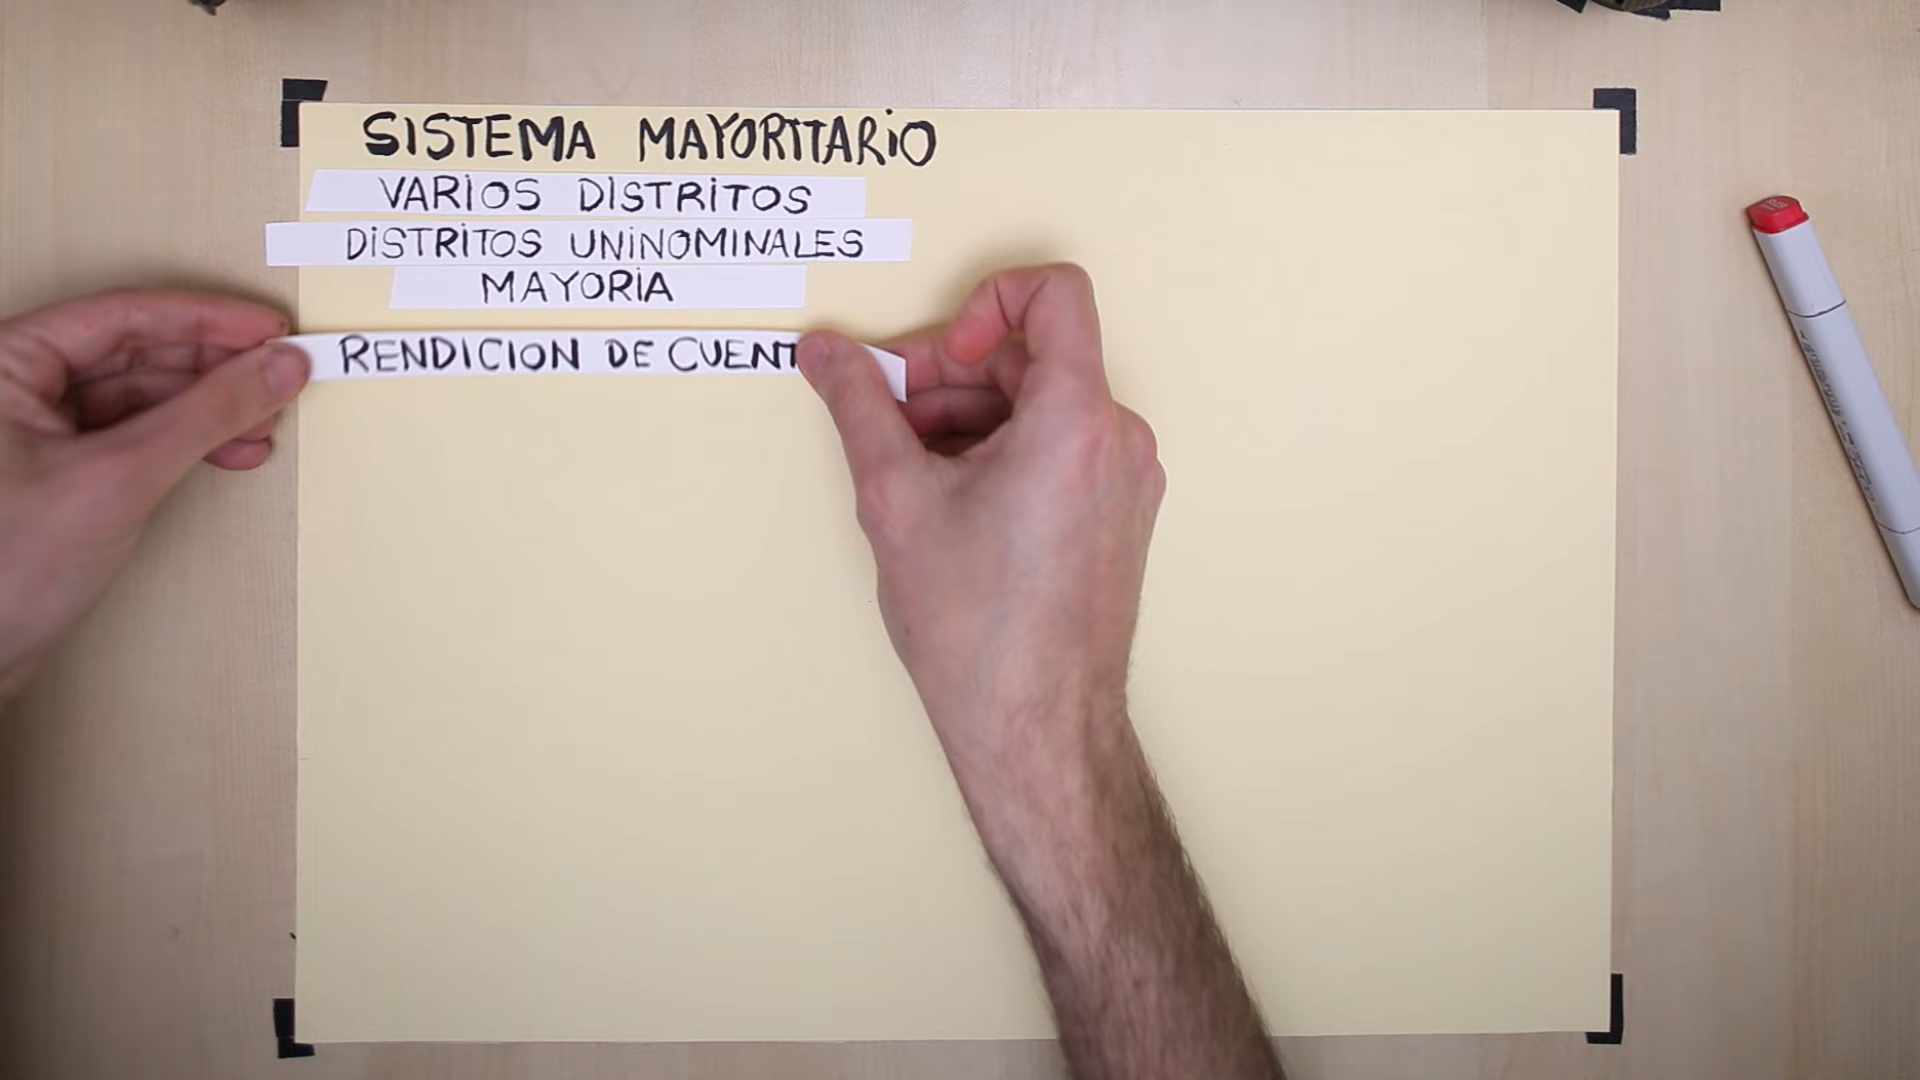 SISTEMA MAYORITARIO
VARIOS DISTRITOS
DISTRITOS UNINOMINALES
MAYORIA
RENDICION DE CUENT